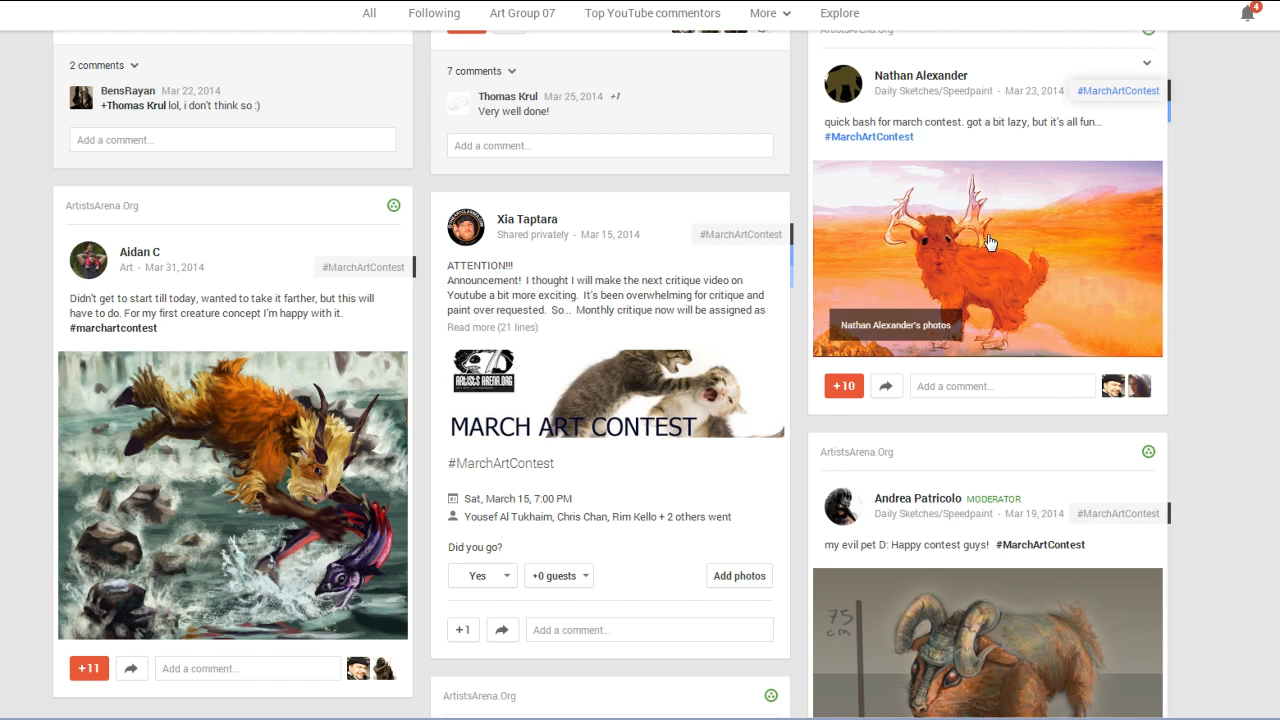 All
Following
Art Group 07
Top YouTube commentors
More
Explore
4
2 comments
BensRayan Mar 22, 2014
+Thomas Krul lol, i don't think so :)
Add a comment...
ArtistsArena.Org
Aidan C
Art - Mar 31, 2014
#MarchArtContest
Didn't get to start till today, wanted to take it farther, but this will
have to do. For my first creature concept I'm happy with it.
#marchartcontest
+11
Add a comment...
7 comments
Thomas Krul Mar 25, 2014 +1
Very well done!
Add a comment...
Xia Taptara
Shared privately - Mar 15, 2014
#MarchArtContest
ATTENTION!!!
Announcement! I thought I will make the next critique video on
Youtube a bit more exciting. It's been overwhelming for critique and
paint over requested. So... Monthly critique now will be assigned as
Read more (21 lines)
ARTISTS ARENA.ORG
MARCH ART CONTEST
#MarchArtContest
Sat, March 15, 7:00 PM
Yousef Al Tukhaim, Chris Chan, Rim Kello + 2 others went
Did you go?
Yes
+0 guests
Add photos
+1
Add a comment...
ArtistsArena.Org
ArtistsArena.Org
Nathan Alexander
Daily Sketches/Speedpaint - Mar 23, 2014
#MarchArtContest
quick bash for march contest. got a bit lazy, but it's all fun...
#MarchArtContest
Nathan Alexander's photos
+10
Add a comment...
ArtistsArena.Org
Andrea Patricolo MODERATOR
Daily Sketches/Speedpaint - Mar 19, 2014
#MarchArtContest
my evil pet D: Happy contest guys! #MarchArtContest
75
cm